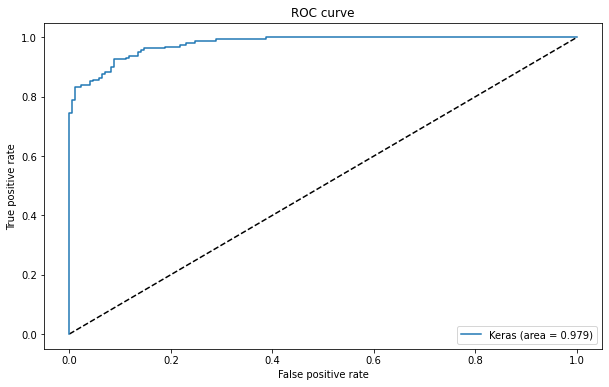 ROC curve
True positive rate
1.0
0.8
0.6
0.4
0.2
0.0
0.0 0.2 0.4 0.6 0.8 1.0
False positive rate
Keras (area = 0.979)